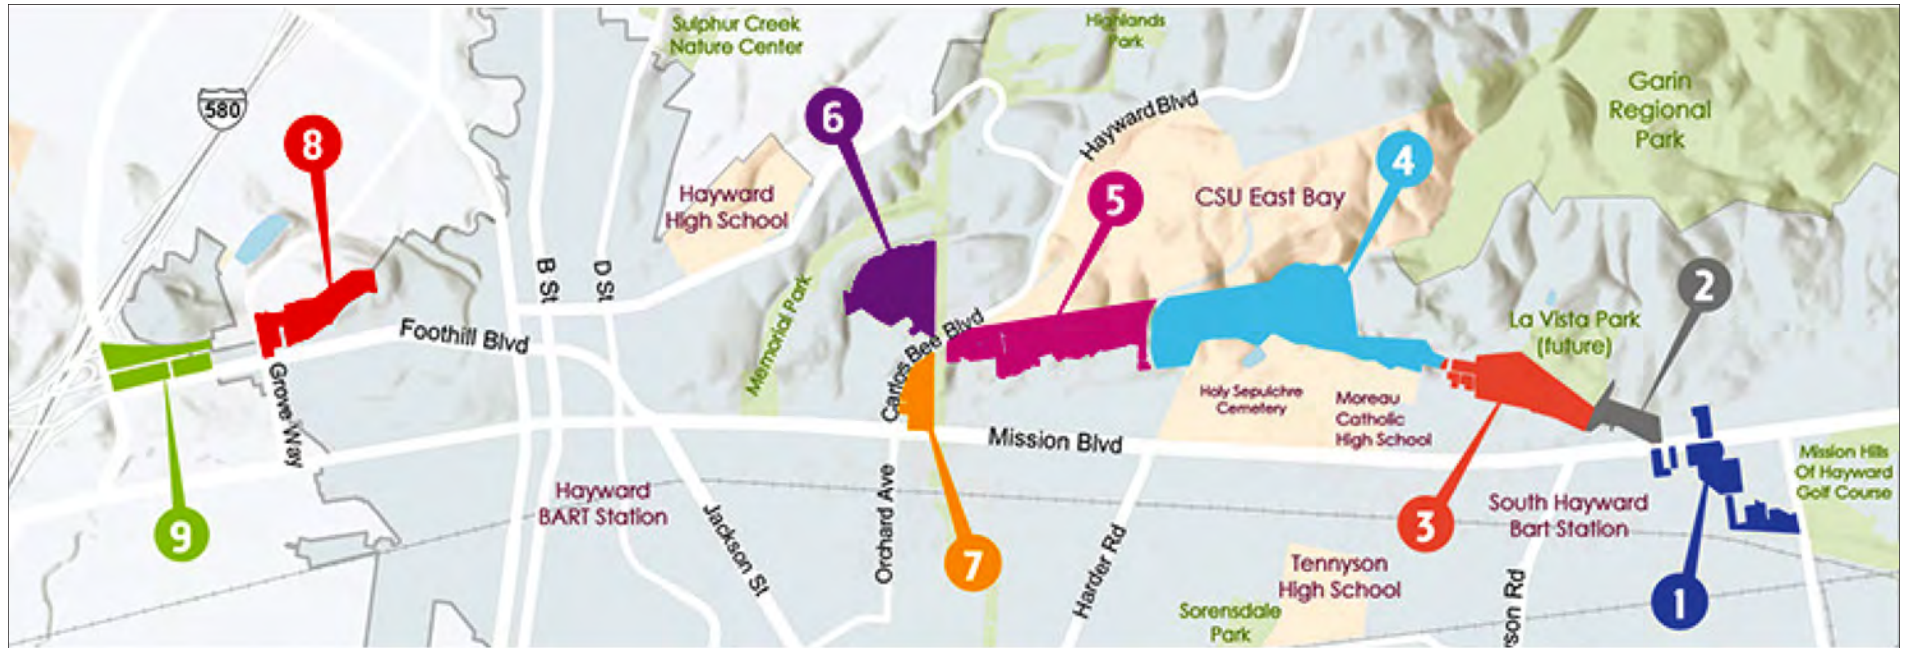 Sulphur Creek
Nature Center
Highlands
Park
Garin
Regional
Park
580
8
6
Hayward Blvd
4
5
CSU East Bay
Hayward
High School
B St
D St
2
Memorial Park
La Vista Park
(future)
Foothill Blvd
Carlos Bee Blvd
Grove Way
Holy Sepulchre
Cemetery
Moreau
Catholic
High School
Mission Blvd
Mission Hills
Of Hayward
Golf Course
Hayward
BART Station
9
Jackson St
Orchard Ave
7
Harder Rd
3
South Hayward
Bart Station
Tennyson
High School
Sorensdale
Park
son Rd
1